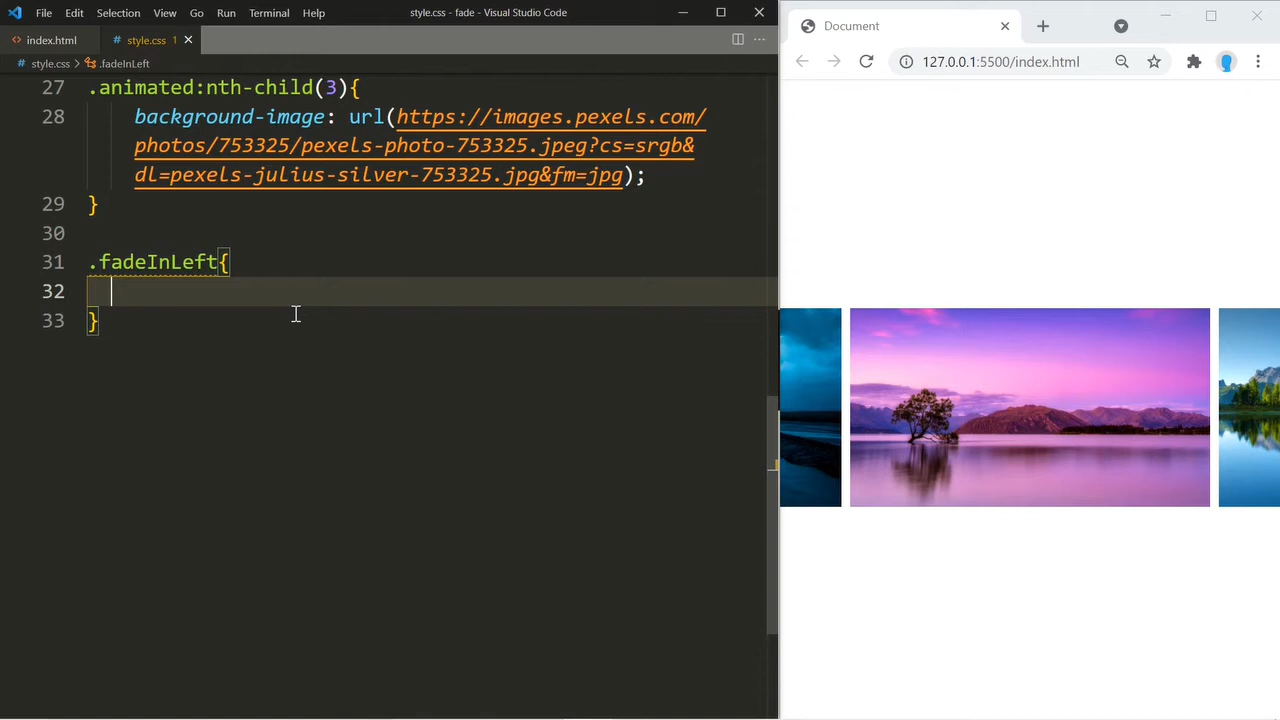 File Edit Selection View Go Run Terminal Help style.css - fade - Visual Studio Code
index.html # style.css 1
# style.css > .fadeInLeft
Document
127.0.0.1:5500/index.html
27 .animated:nth-child(3){
28 background-image: url(https://images.pexels.com/
photos/753325/pexels-photo-753325.jpeg?cs=srgb&
dl=pexels-julius-silver-753325.jpg&fm=jpg);
29 }
30
31 .fadeInLeft{
32
33 }